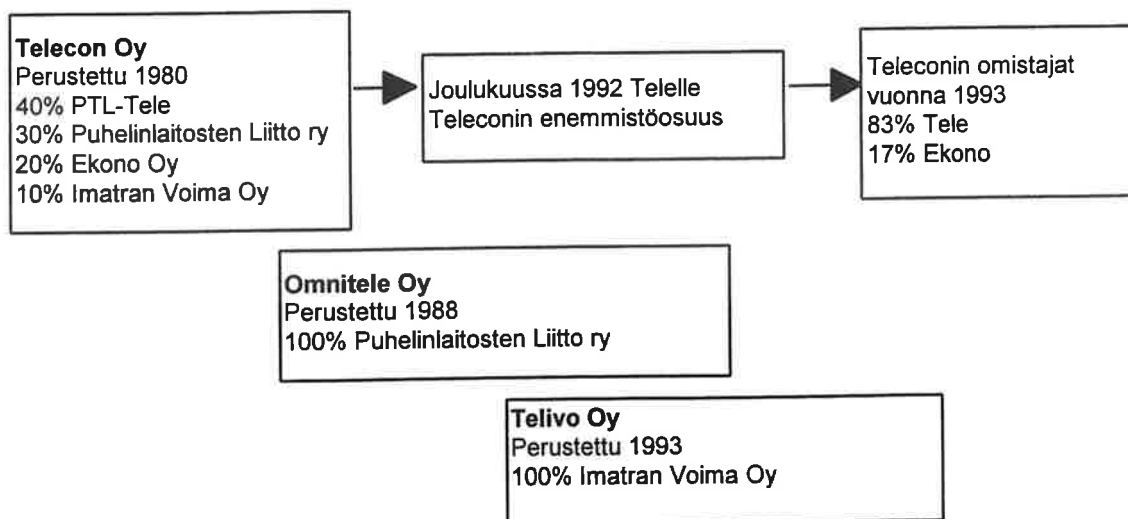 Telecon Oy
Perustettu 1980
40% PTL-Tele
30% Puhelinlaitosten Liitto ry
20% Ekono Oy
10% Imatran Voima Oy
Joulukuussa 1992 Telelle
Teleconin enemmistöosuus
Teleconin omistajat
vuonna 1993
83% Tele
17% Ekono
Omnitele Oy
Perustettu 1988
100% Puhelinlaitosten Liitto ry
Telivo Oy
Perustettu 1993
100% Imatran Voima Oy